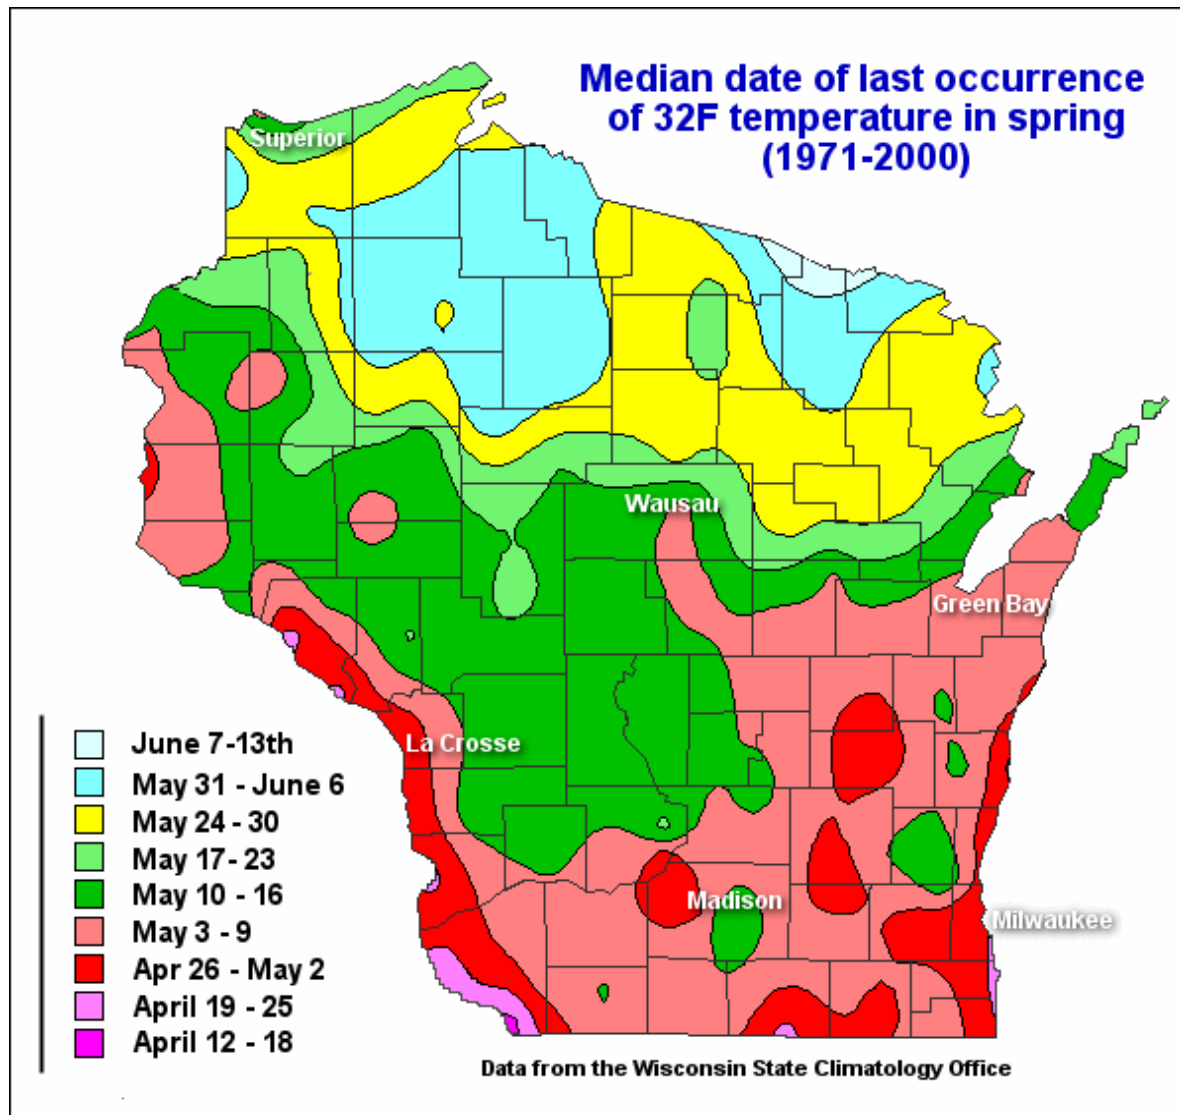 Median date of last occurrence
of 32F temperature in spring
(1971-2000)
Superior
Wausau
Green Bay
La Crosse
Madison
Milwaukee
June 7-13th
May 31 - June 6
May 24 - 30
May 17- 23
May 10 - 16
May 3 - 9
Apr 26 - May 2
April 19 - 25
April 12 - 18
Data from the Wisconsin State Climatology Office